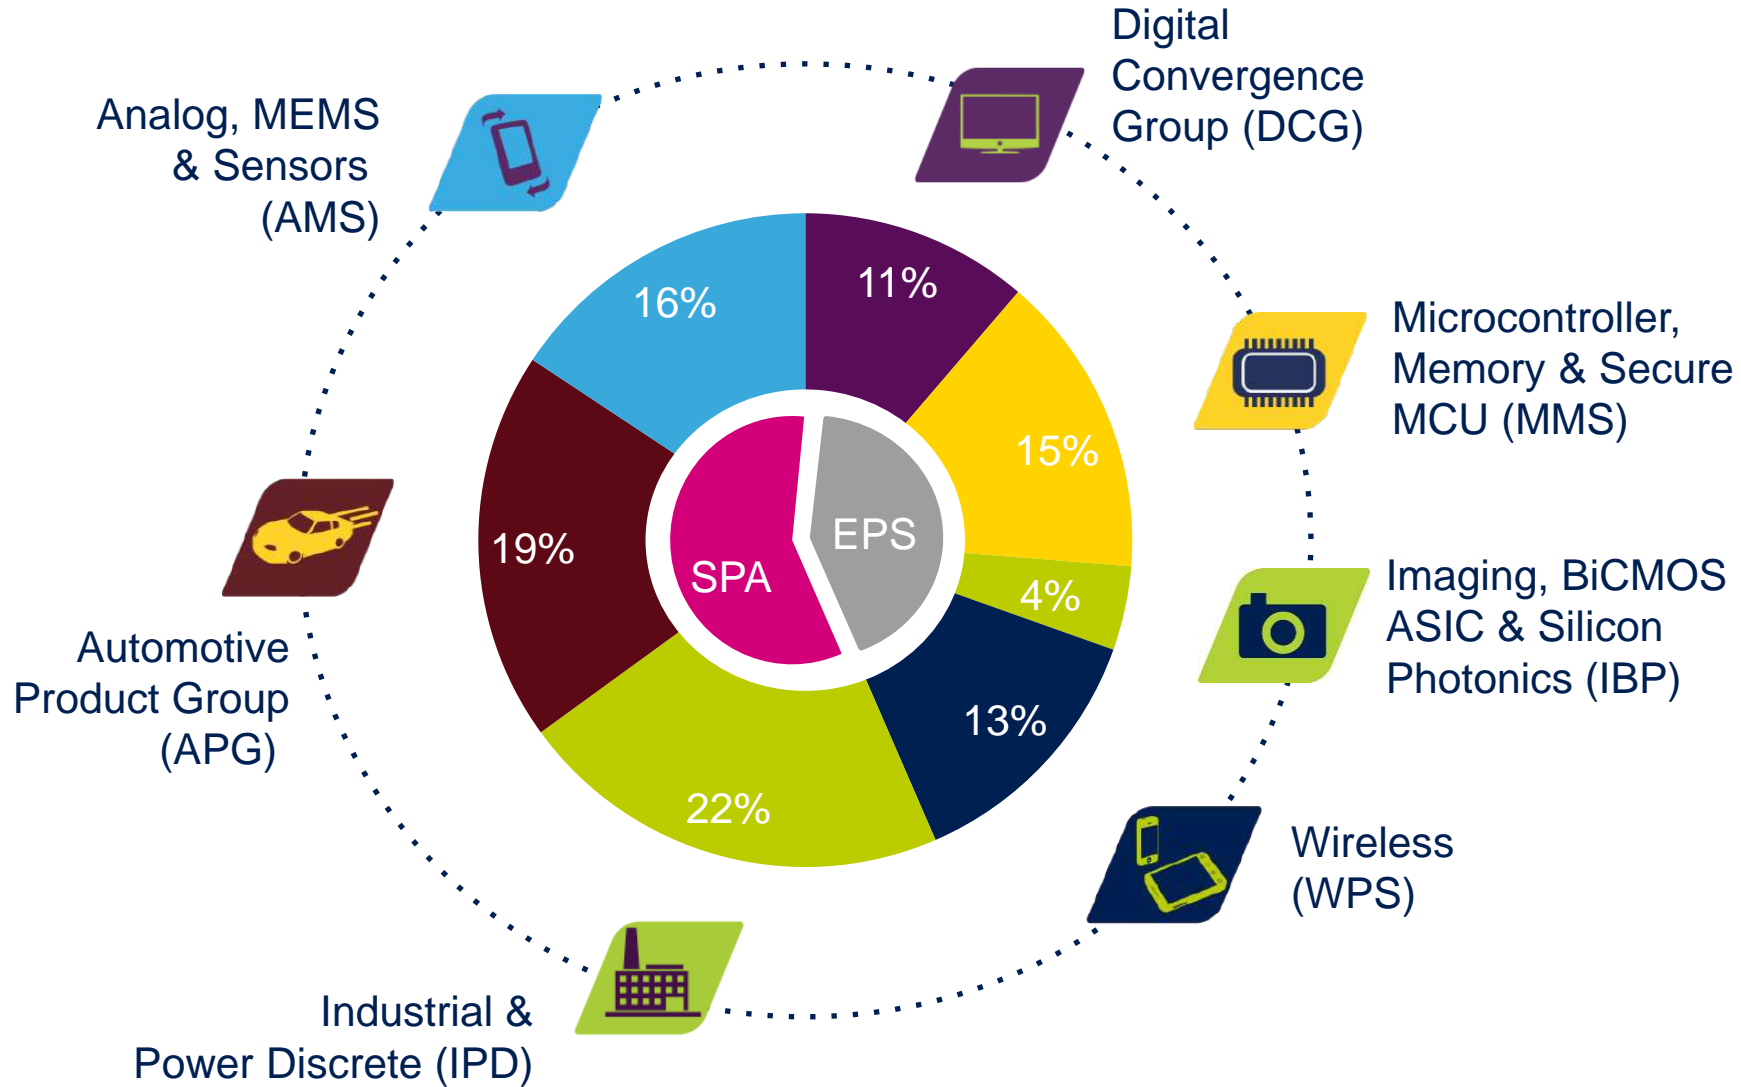 Digital
Convergence
Group (DCG)
Analog, MEMS
& Sensors
(AMS)
11%
16%
Microcontroller,
Memory & Secure
MCU (MMS)
15%
19%
EPS
SPA
4%
Imaging, BiCMOS
ASIC & Silicon
Photonics (IBP)
Automotive
Product Group
(APG)
13%
22%
Wireless
(WPS)
Industrial &
Power Discrete (IPD)